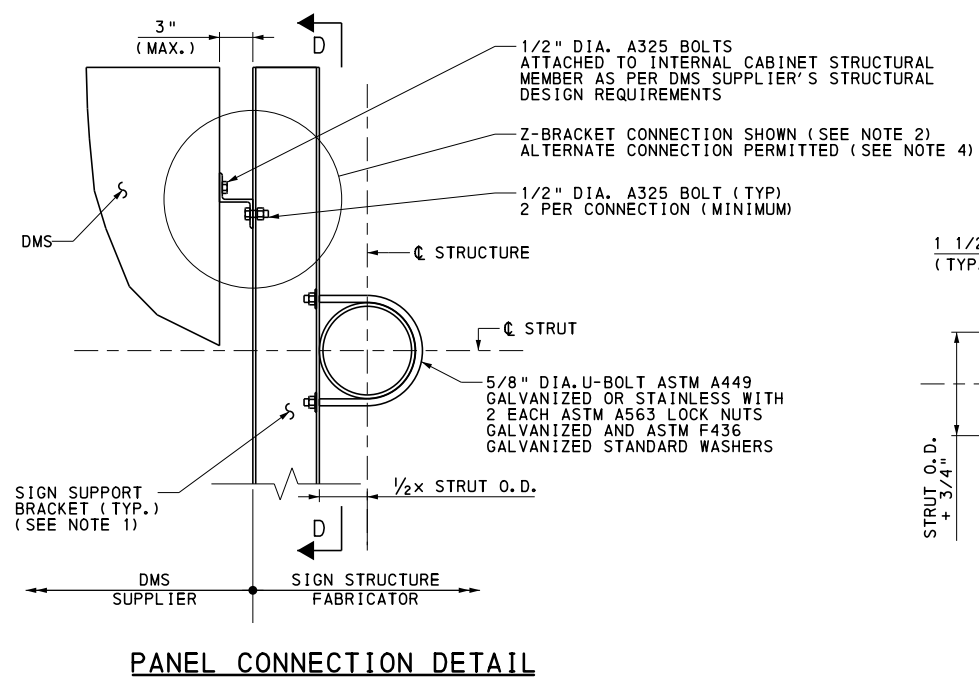 3"
(MAX.)
D
1/2" DIA. A325 BOLTS
ATTACHED TO INTERNAL CABINET STRUCTURAL
MEMBER AS PER DMS SUPPLIER'S STRUCTURAL
DESIGN REQUIREMENTS
Z-BRACKET CONNECTION SHOWN (SEE NOTE 2)
ALTERNATE CONNECTION PERMITTED (SEE NOTE 4)
1/2" DIA. A325 BOLT (TYP)
2 PER CONNECTION (MINIMUM)
DMS
℄ STRUCTURE
1 1/2
(TYP.
℄ STRUT
5/8" DIA.U-BOLT ASTM A449
GALVANIZED OR STAINLESS WITH
2 EACH ASTM A563 LOCK NUTS
GALVANIZED AND ASTM F436
GALVANIZED STANDARD WASHERS
STRUT O.D.
+ 3/4"
SIGN SUPPORT
BRACKET (TYP.)
(SEE NOTE 1)
½x STRUT O.D.
D
DMS
SUPPLIER
SIGN STRUCTURE
FABRICATOR
PANEL CONNECTION DETAIL